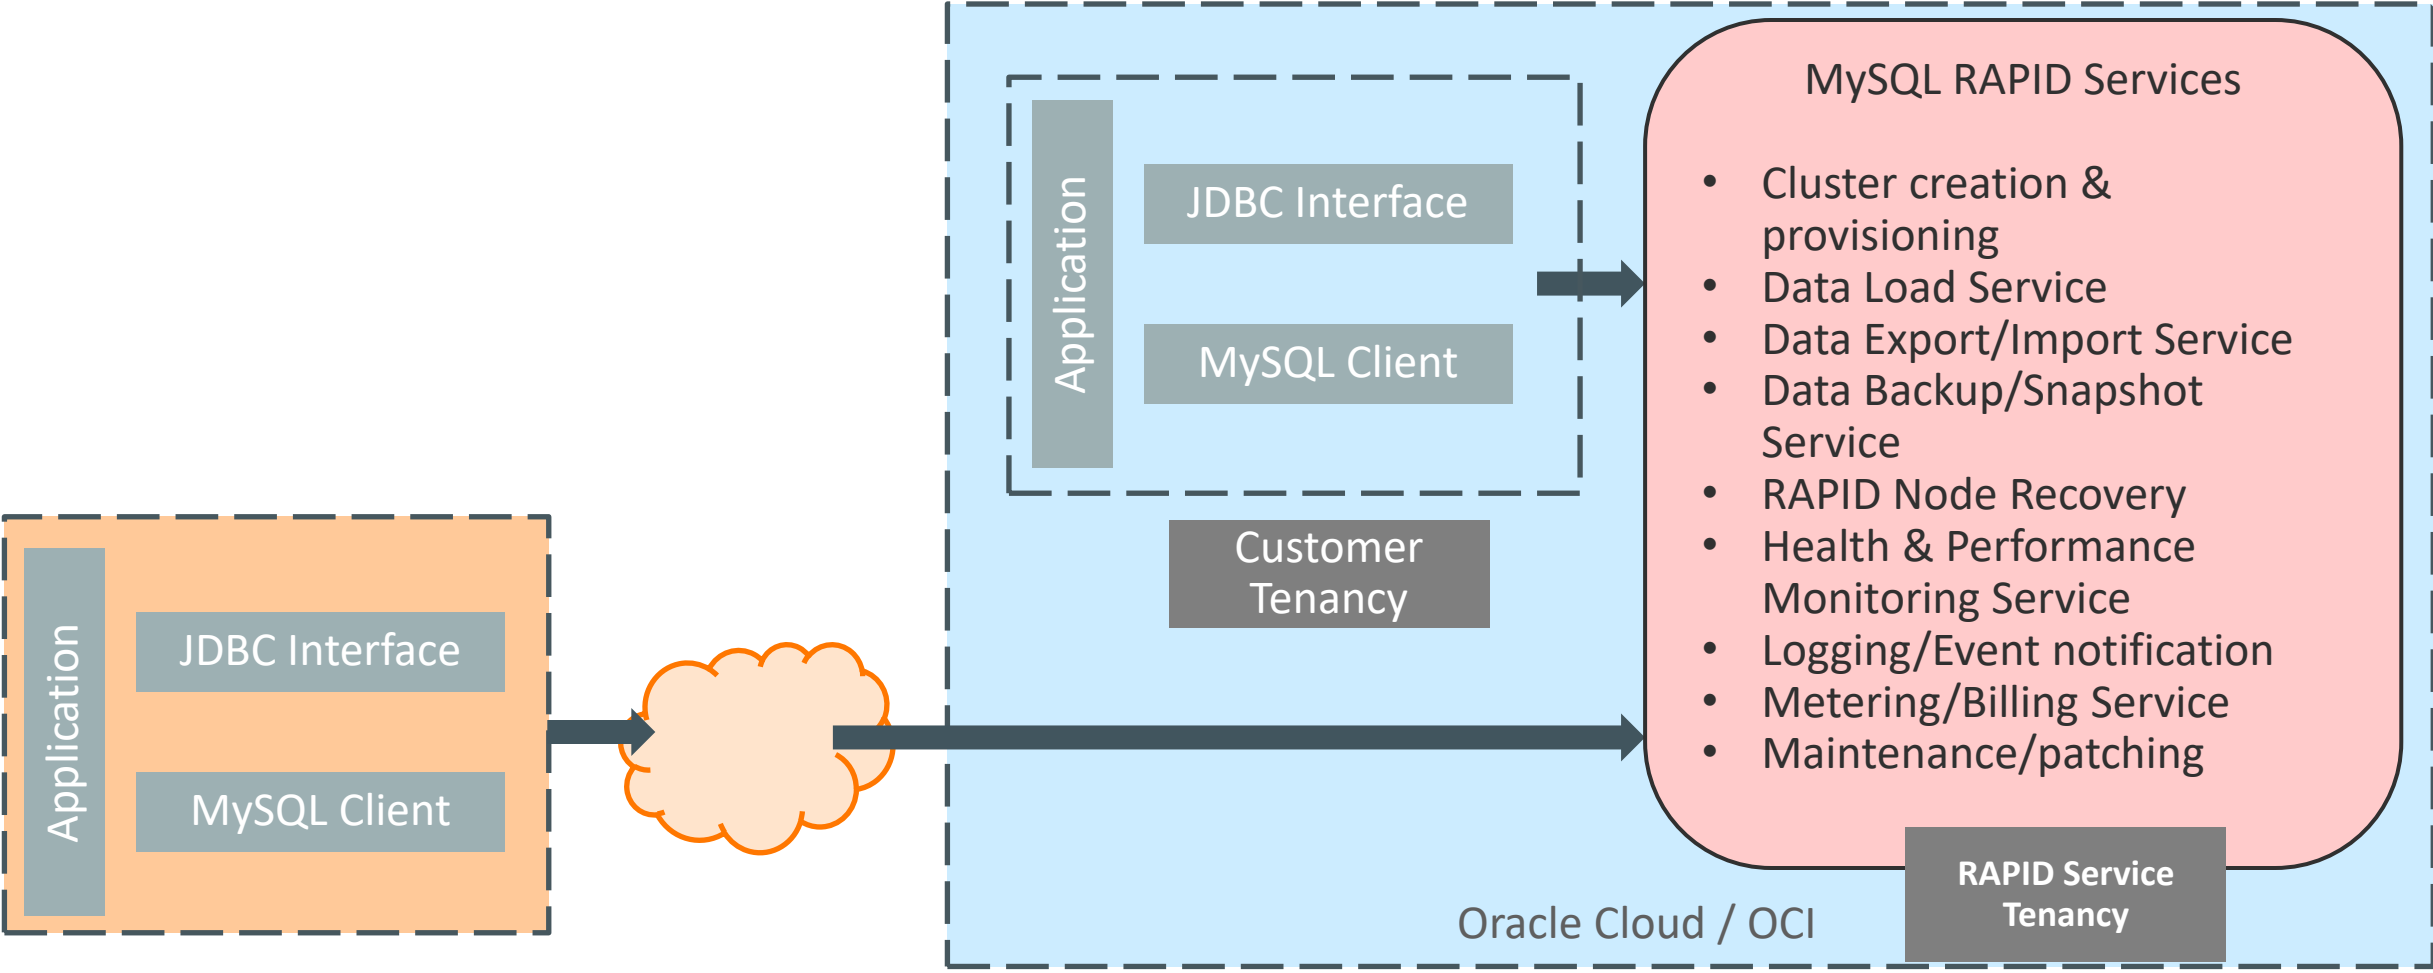 MySQL RAPID Services
• Cluster creation &
provisioning
• Data Load Service
• Data Export/Import Service
• Data Backup/Snapshot
Service
• RAPID Node Recovery
• Health & Performance
Monitoring Service
• Logging/Event notification
• Metering/Billing Service
• Maintenance/patching
RAPID Service
Tenancy
Application
JDBC Interface
MySQL Client
Customer
Tenancy
Application
JDBC Interface
MySQL Client
Oracle Cloud / OCI